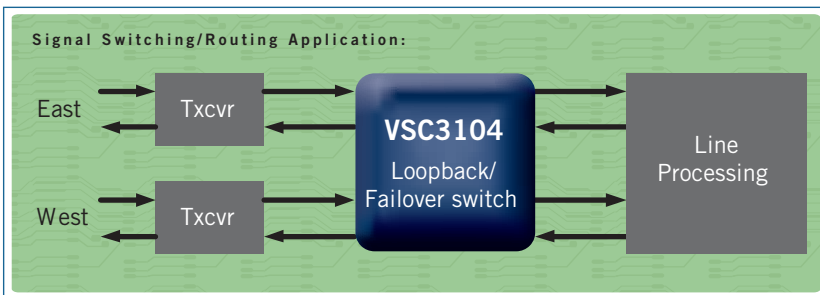 Signal Switching/Routing Application:
East
Txcvr
VSC3104
Loopback/
Failover switch
Line
Processing
West
Txcvr